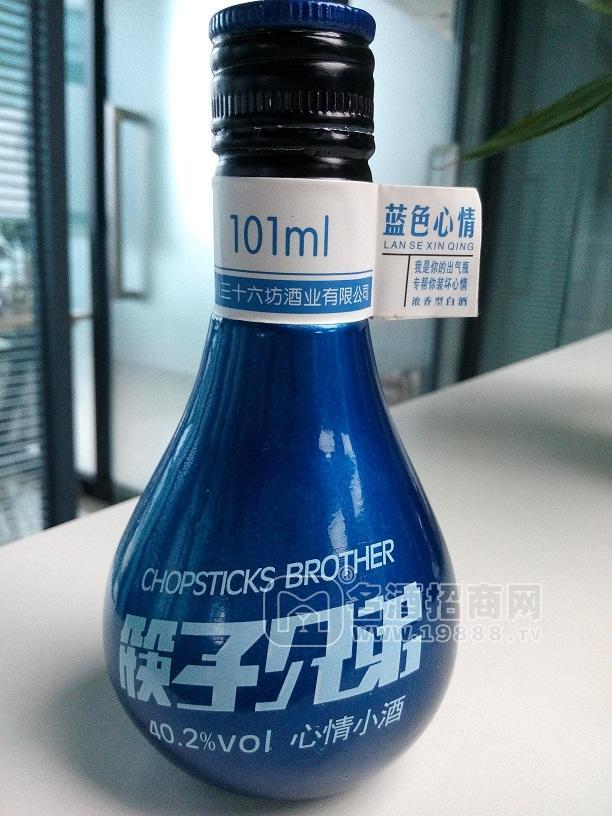 101ml
三十六坊酒业有限公司
蓝色心情
LAN SE XIN QING
我是你的出气瓶
专帮你装坏心情
浓香型白酒
CHOPSTICKS BROTHER
筷子兄弟
40.2%vol 心情小酒
名酒招商网
www.19888.TV